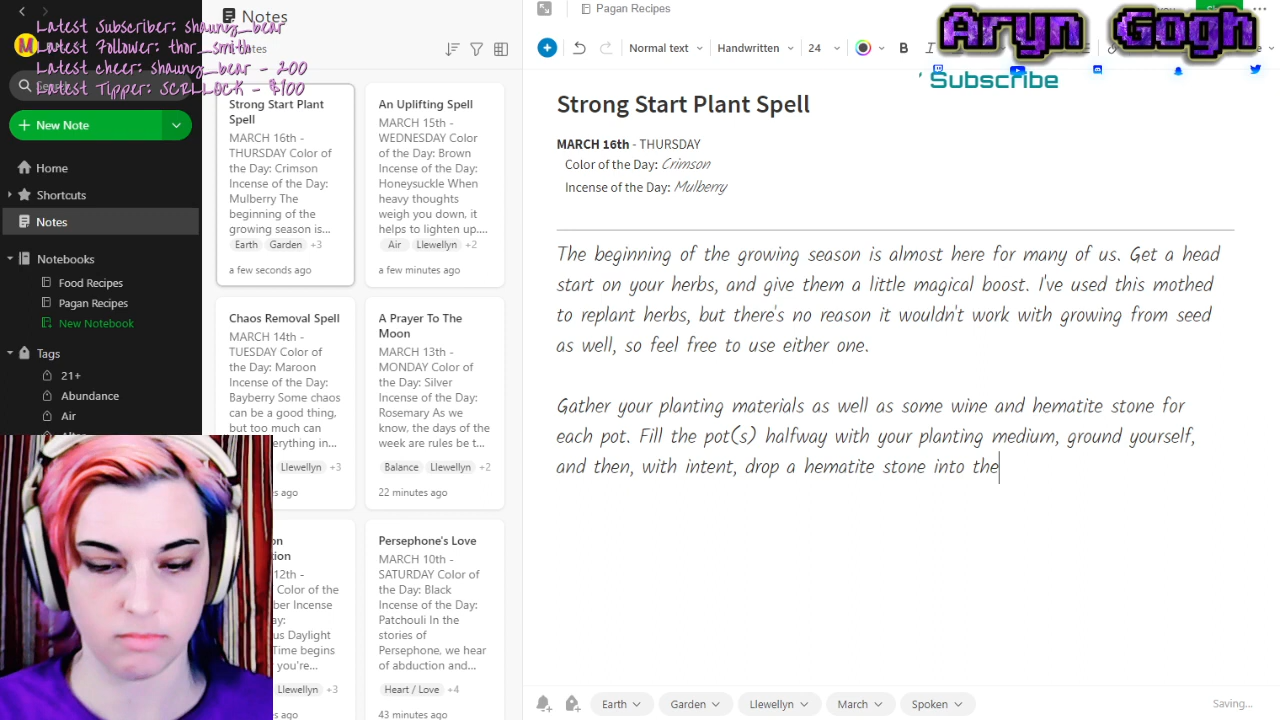 Notes
Latest Subscriber: shauny_bear
Latest Follower: thor_smith
Latest cheer: shauny_bear - 200
Latest Tipper: SCRLLOCK - $100
M
New Note
Home
Shortcuts
Notes
Notebooks
Food Recipes
Pagan Recipes
New Notebook
Tags
21+
Abundance
Air
Strong Start Plant
Spell
MARCH 16th -
THURSDAY Color of
the Day: Crimson
Incense of the Day:
Mulberry The
beginning of the
growing season is...
Earth Garden +3
a few seconds ago
An Uplifting Spell
MARCH 15th -
WEDNESDAY Color
of the Day: Brown
Incense of the Day:
Honeysuckle When
heavy thoughts
weigh you down, it
helps to lighten up....
Air Llewellyn +2
a few minutes ago
Chaos Removal Spell
MARCH 14th -
TUESDAY Color of
the Day: Maroon
Incense of the Day:
Bayberry Some chaos
can be a good thing,
but too much can
everything in...
Llewellyn +3
ago
A Prayer To The
Moon
MARCH 13th -
MONDAY Color of
the Day: Silver
Incense of the Day:
Rosemary As we
know, the days of the
week are rules be t...
Balance Llewellyn +2
22 minutes ago
12th -
Color of the
Incense
Daylight
Time begins
you're...
Llewellyn +3
ago
Persephone's Love
MARCH 10th -
SATURDAY Color of
the Day: Black
Incense of the Day:
Patchouli In the
stories of
Persephone, we hear
of abduction and...
Heart / Love +4
43 minutes ago
Pagan Recipes
Aryn Gogh
Normal text Handwritten 24 B I
Subscribe
Strong Start Plant Spell
MARCH 16th - THURSDAY
Color of the Day: Crimson
Incense of the Day: Mulberry
The beginning of the growing season is almost here for many of us. Get a head
start on your herbs, and give them a little magical boost. I've used this mothed
to replant herbs, but there's no reason it wouldn't work with growing from seed
as well, so feel free to use either one.
Gather your planting materials as well as some wine and hematite stone for
each pot. Fill the pot(s) halfway with your planting medium, ground yourself,
and then, with intent, drop a hematite stone into the
Earth Garden Llewellyn March Spoken
Saving...